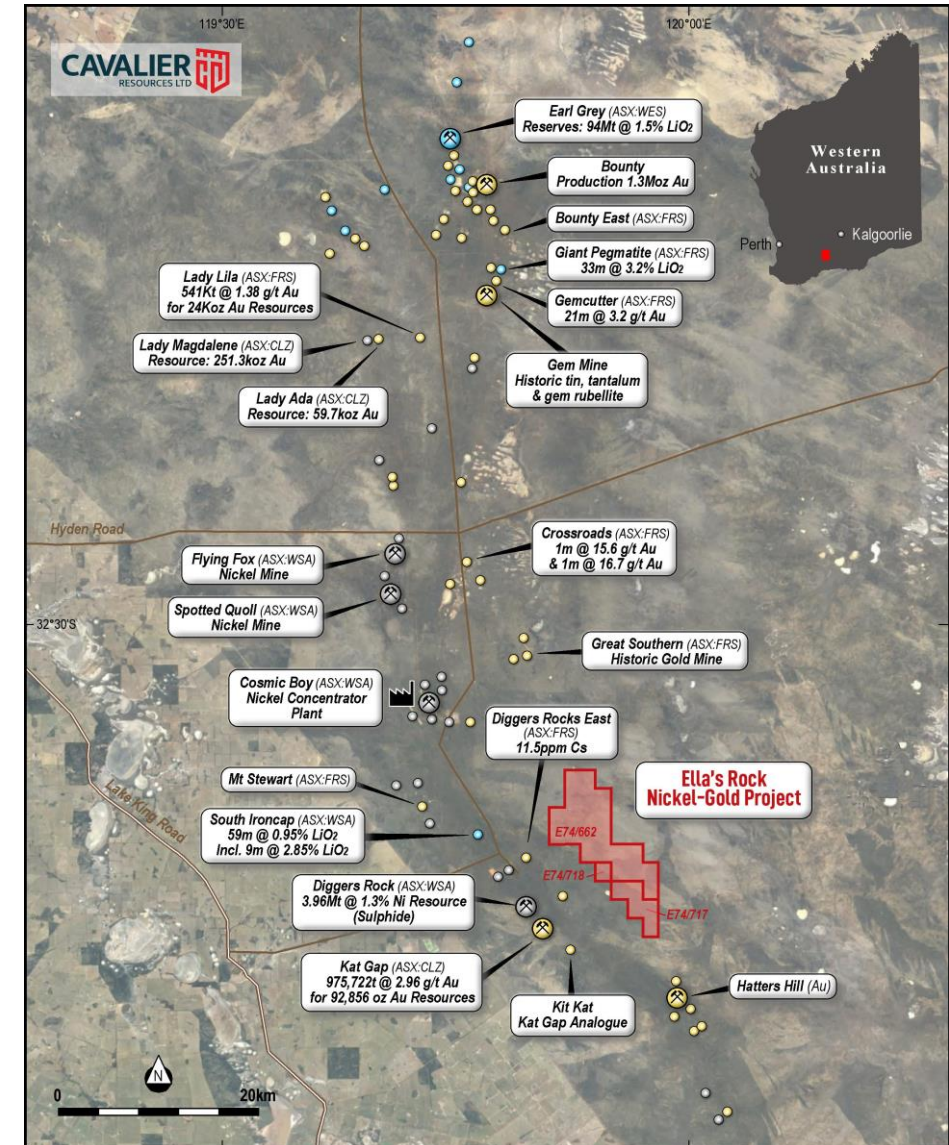 119°30'E
120°00'E
CAVALIER
RESOURCES LTD
Western
Australia
Perth
Kalgoorlie
Earl Grey (ASX:WES)
Reserves: 94Mt @ 1.5% LiO₂
Bounty
Production 1.3Moz Au
Bounty East (ASX:FRS)
Giant Pegmatite (ASX:FRS)
33m @ 3.2% LiO₂
Lady Lila (ASX:FRS)
541Kt @ 1.38 g/t Au
for 24Koz Au Resources
Gemcutter (ASX:FRS)
21m @ 3.2 g/t Au
Lady Magdalene (ASX:CLZ)
Resource: 251.3koz Au
Gem Mine
Historic tin, tantalum
& gem rubellite
Lady Ada (ASX:CLZ)
Resource: 59.7koz Au
Hyden Road
Flying Fox (ASX:WSA)
Nickel Mine
Crossroads (ASX:FRS)
1m @ 15.6 g/t Au
& 1m @ 16.7 g/t Au
Spotted Quoll (ASX:WSA)
Nickel Mine
32°30'S
Great Southern (ASX:FRS)
Historic Gold Mine
Cosmic Boy (ASX:WSA)
Nickel Concentrator
Plant
Diggers Rocks East
(ASX:FRS)
11.5ppm Cs
Mt Stewart (ASX:FRS)
Ella's Rock
Nickel-Gold Project
Lake King Road
South Ironcap (ASX:WSA)
59m @ 0.95% LiO₂
Incl. 9m @ 2.85% LiO₂
E74/662
E74/718
E74/717
Diggers Rock (ASX:WSA)
3.96Mt @ 1.3% Ni Resource
(Sulphide)
Kat Gap (ASX:CLZ)
975,722t @ 2.96 g/t Au
for 92,856 oz Au Resources
Kit Kat
Kat Gap Analogue
Hatters Hill (Au)
N
0
20km